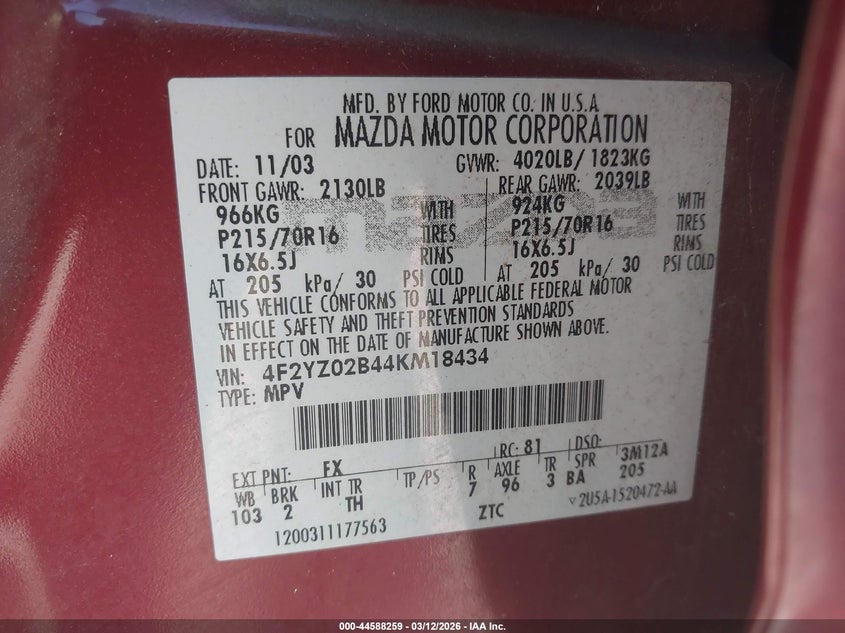 MFD. BY FORD MOTOR CO. IN U.S.A.
FOR MAZDA MOTOR CORPORATION
DATE: 11/03 GVWR: 4020LB/ 1823KG
FRONT GAWR: 2130LB REAR GAWR: 2039LB
966KG WITH 924KG WITH
P215/70R16 TIRES P215/70R16 TIRES
16X6.5J RIMS 16X6.5J RIMS
AT 205 kPa/ 30 PSI COLD AT 205 kPa/ 30 PSI COLD
THIS VEHICLE CONFORMS TO ALL APPLICABLE FEDERAL MOTOR
VEHICLE SAFETY AND THEFT PREVENTION STANDARDS
IN EFFECT ON THE DATE OF MANUFACTURE SHOWN ABOVE.
VIN: 4F2YZ02B44KM18434
TYPE: MPV
EXT PNT: FX RC: 81 DSO:
WB BRK INT TR TP/PS R AXLE TR SPR 3M12A
103 2 TH 7 96 3 BA 205
1200311177563 ZTC 2U5A-1520472-AA
mazda
000-44588259 - 03/12/2026 - IAA Inc.